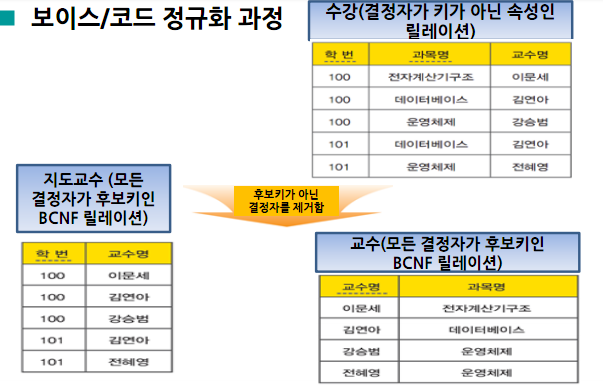 보이스/코드 정규화 과정
수강(결정자가 키가 아닌 속성인
릴레이션)
학 번 과목명 교수명
100 전자계산기구조 이문세
100 데이터베이스 김연아
100 운영체제 강승범
101 데이터베이스 김연아
101 운영체제 전혜영
지도교수 (모든
결정자가 후보키인
BCNF 릴레이션)
후보키가 아닌
결정자를 제거함
학 번 교수명
100 이문세
100 김연아
100 강승범
101 김연아
101 전혜영
교수(모든 결정자가 후보키인
BCNF 릴레이션)
교수명 과목명
이문세 전자계산기구조
김연아 데이터베이스
강승범 운영체제
전혜영 운영체제